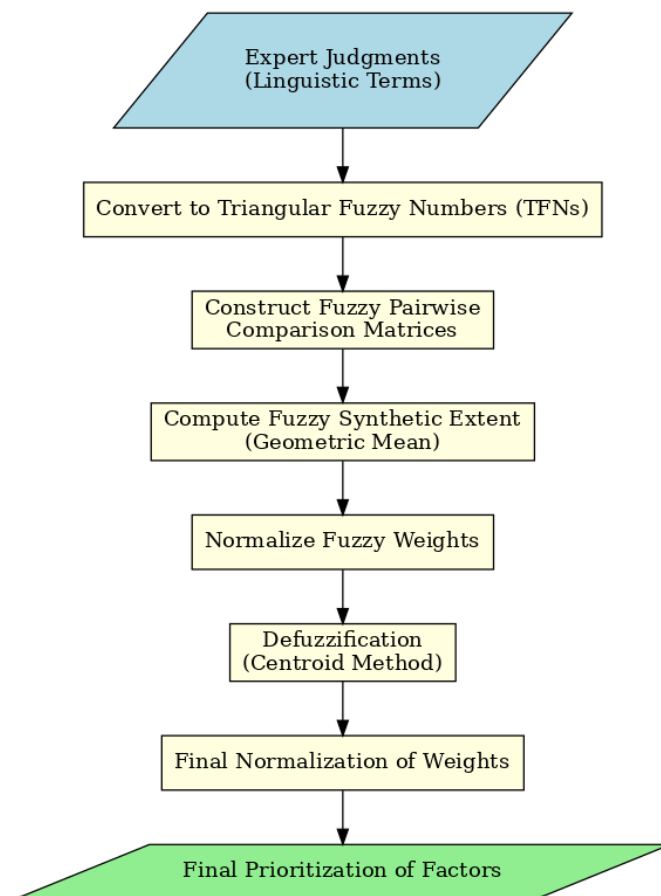 Expert Judgments
(Linguistic Terms)
Convert to Triangular Fuzzy Numbers (TFNs)
Construct Fuzzy Pairwise
Comparison Matrices
Compute Fuzzy Synthetic Extent
(Geometric Mean)
Normalize Fuzzy Weights
Defuzzification
(Centroid Method)
Final Normalization of Weights
Final Prioritization of Factors